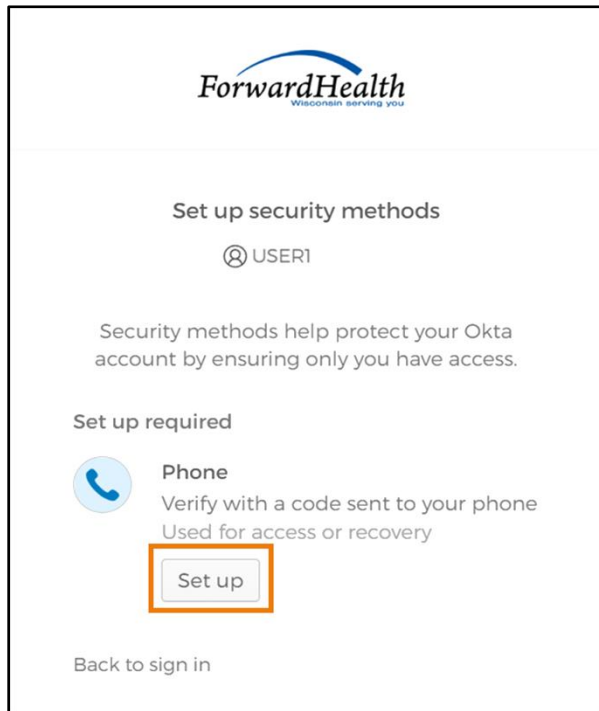 ForwardHealth
Wisconsin serving you
Set up security methods
USER1
Security methods help protect your Okta
account by ensuring only you have access.
Set up required
Phone
Verify with a code sent to your phone
Used for access or recovery
Set up
Back to sign in